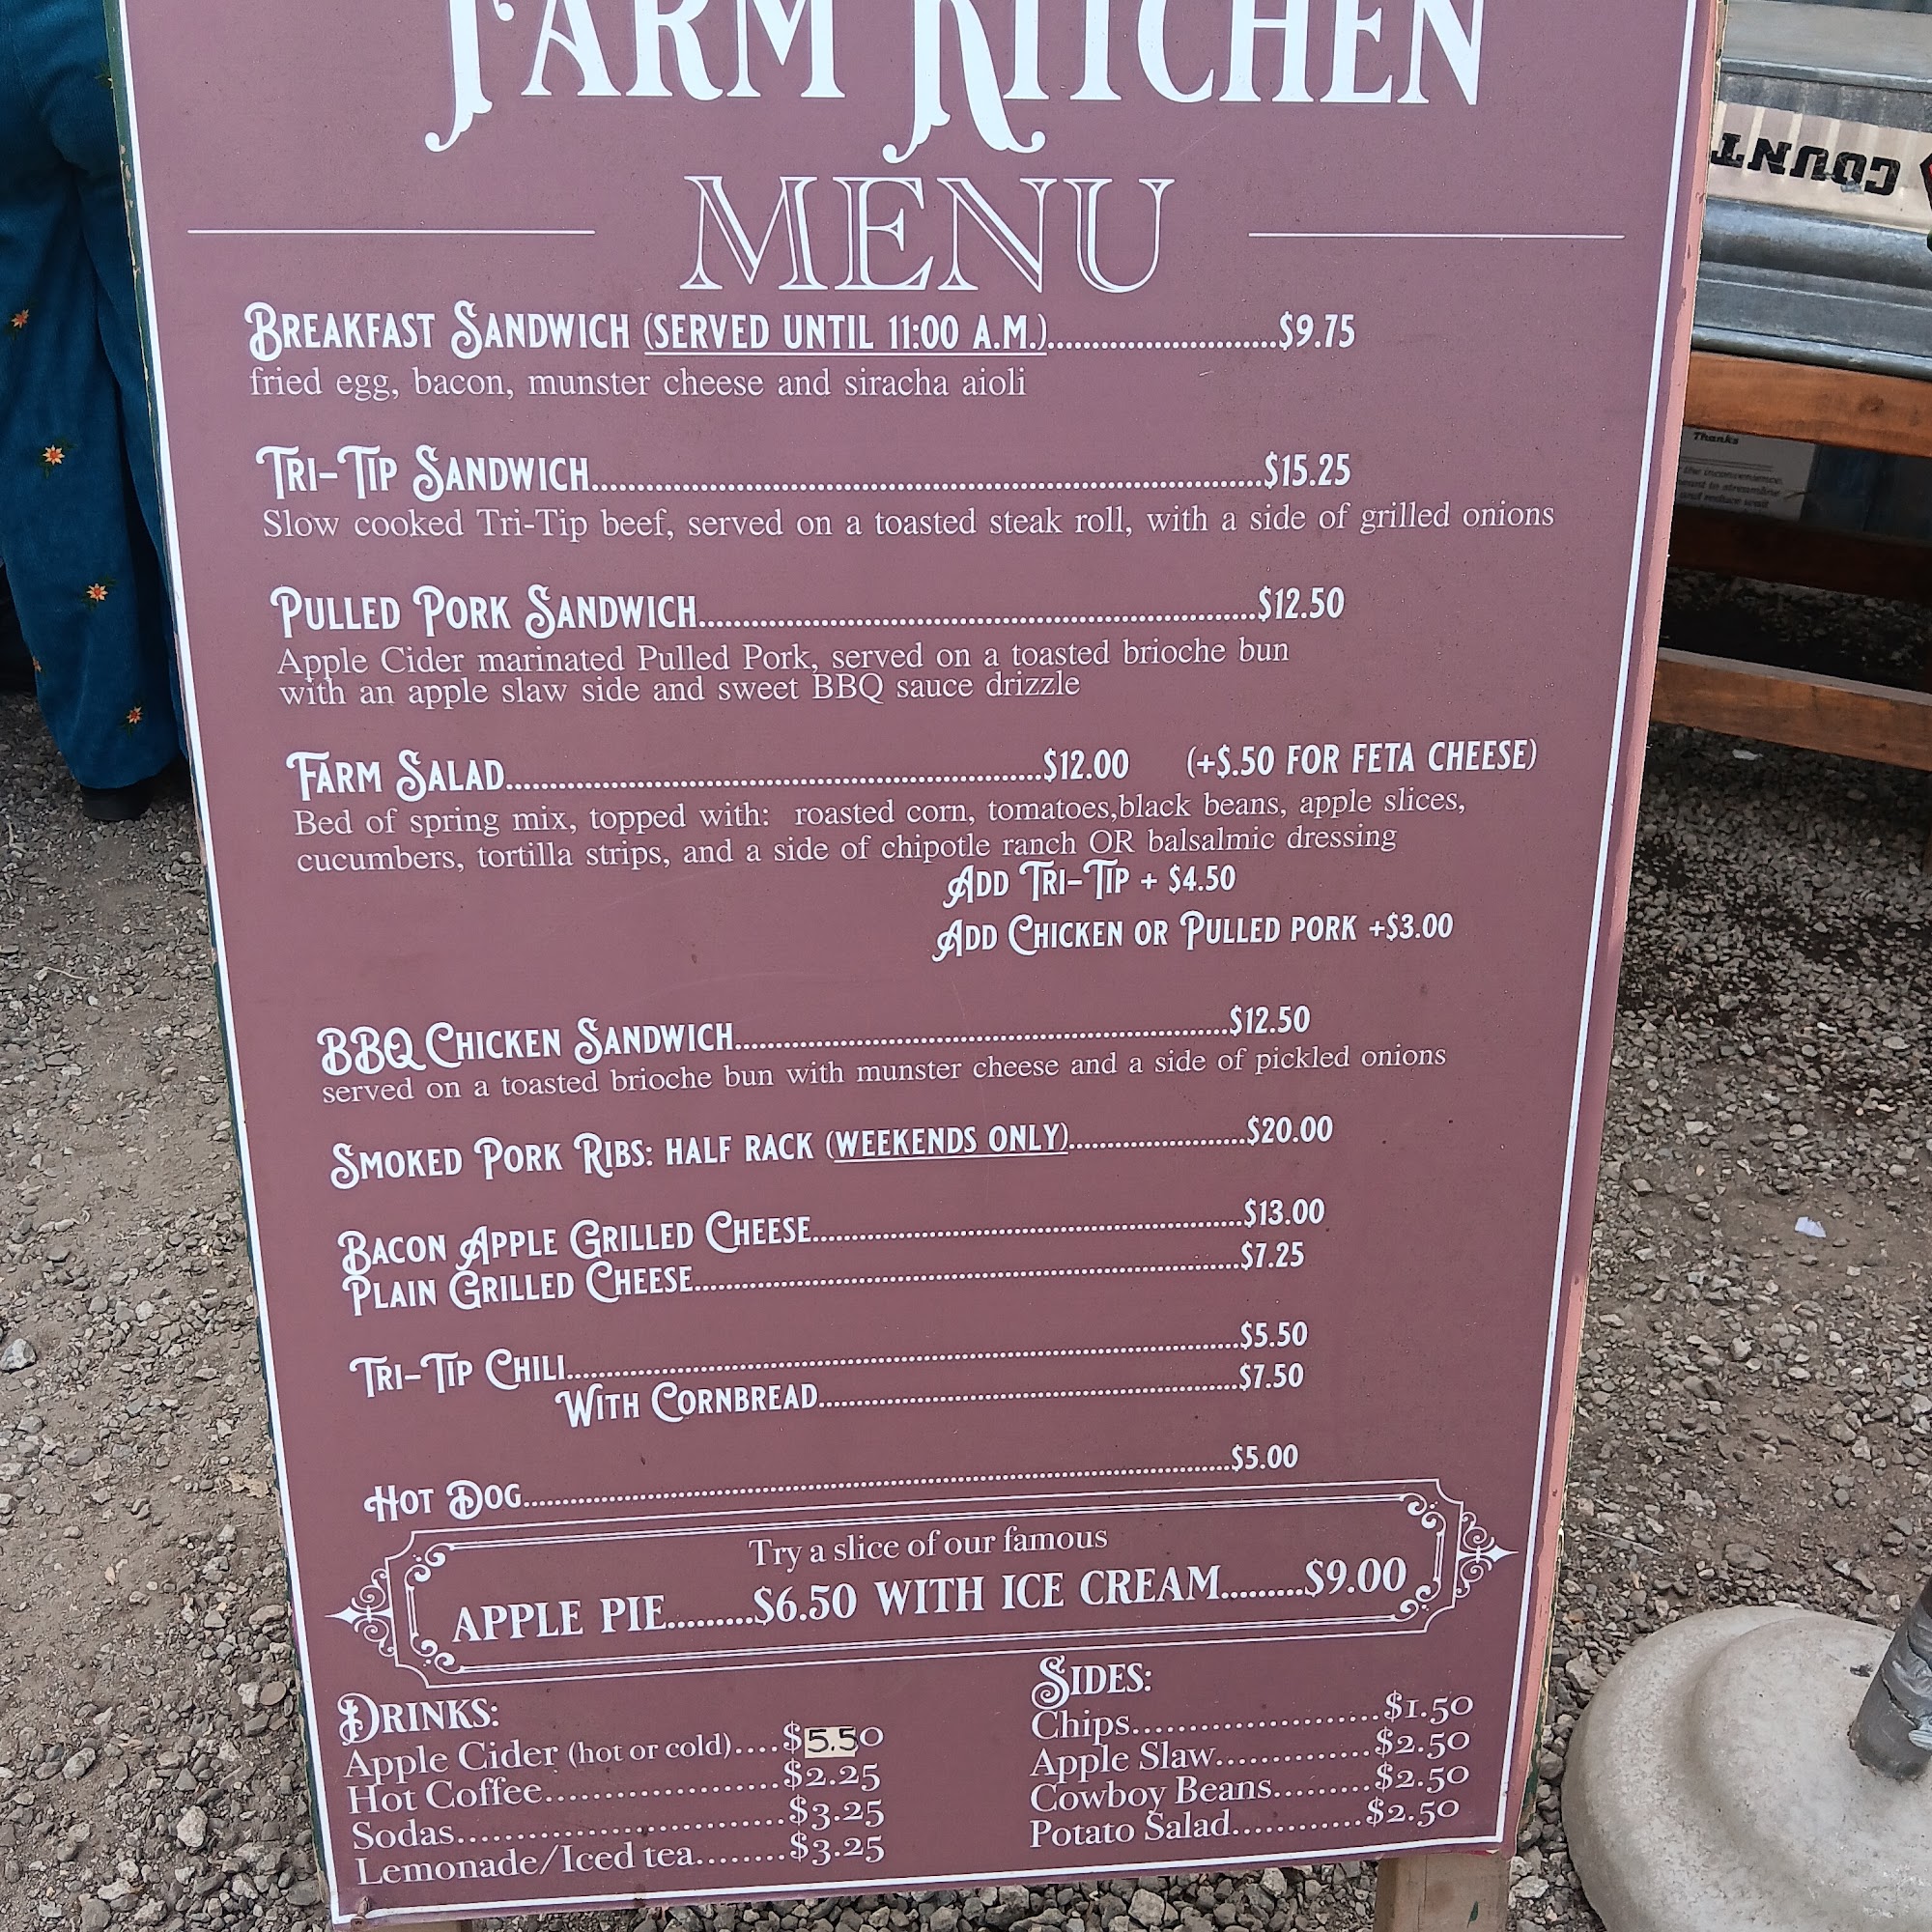 FARM KITCHEN
MENU
BREAKFAST SANDWICH (SERVED UNTIL 11:00 A.M.)..........................$9.75
fried egg, bacon, munster cheese and siracha aioli
TRI-TIP SANDWICH..........................................................................$15.25
Slow cooked Tri-Tip beef, served on a toasted steak roll, with a side of grilled onions
PULLED PORK SANDWICH..............................................................$12.50
Apple Cider marinated Pulled Pork, served on a toasted brioche bun
with an apple slaw side and sweet BBQ sauce drizzle
FARM SALAD...........................................................$12.00 (+$.50 FOR FETA CHEESE)
Bed of spring mix, topped with: roasted corn, tomatoes,black beans, apple slices,
cucumbers, tortilla strips, and a side of chipotle ranch OR balsalmic dressing
ADD TRI-TIP + $4.50
ADD CHICKEN OR PULLED PORK +$3.00
BBQ CHICKEN SANDWICH.......................................................$12.50
served on a toasted brioche bun with munster cheese and a side of pickled onions
SMOKED PORK RIBS: HALF RACK (WEEKENDS ONLY)....................$20.00
BACON APPLE GRILLED CHEESE................................................$13.00
PLAIN GRILLED CHEESE.............................................................$7.25
TRI-TIP CHILI...........................................................................$5.50
WITH CORNBREAD...............................................$7.50
HOT DOG...............................................................................$5.00
Try a slice of our famous
APPLE PIE.........$6.50 WITH ICE CREAM.........$9.00
DRINKS:
Apple Cider (hot or cold)....$5.50
Hot Coffee......................$2.25
Sodas...............................$3.25
Lemonade/Iced tea........$3.25
SIDES:
Chips.......................$1.50
Apple Slaw..............$2.50
Cowboy Beans.........$2.50
Potato Salad............$2.50
COUNT
Thanks
the inconvenience.
to streamline
and reduce wait